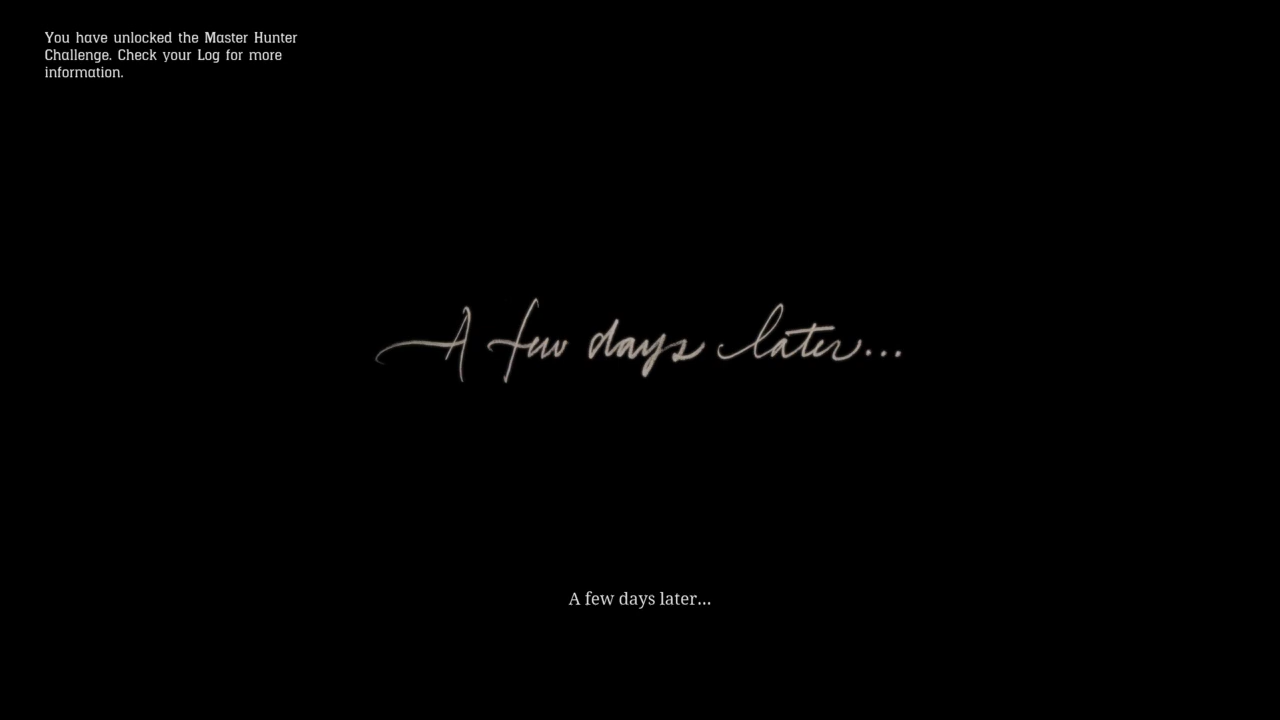 You have unlocked the Master Hunter
Challenge. Check your Log for more
information.
A few days later...
A few days later...